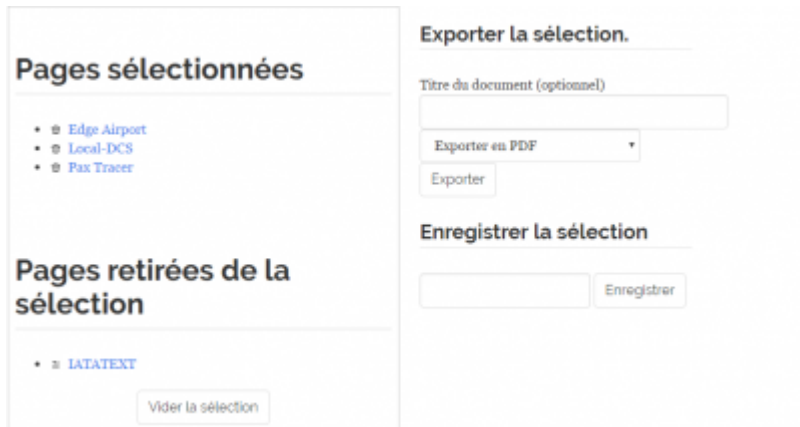 Pages sélectionnées
Edge Airport
Local-DCS
Pax Tracer
Pages retirées de la
sélection
IATATEXT
Vider la sélection
Exporter la sélection.
Titre du document (optionnel)
Exporter en PDF
Exporter
Enregistrer la sélection
Enregistrer